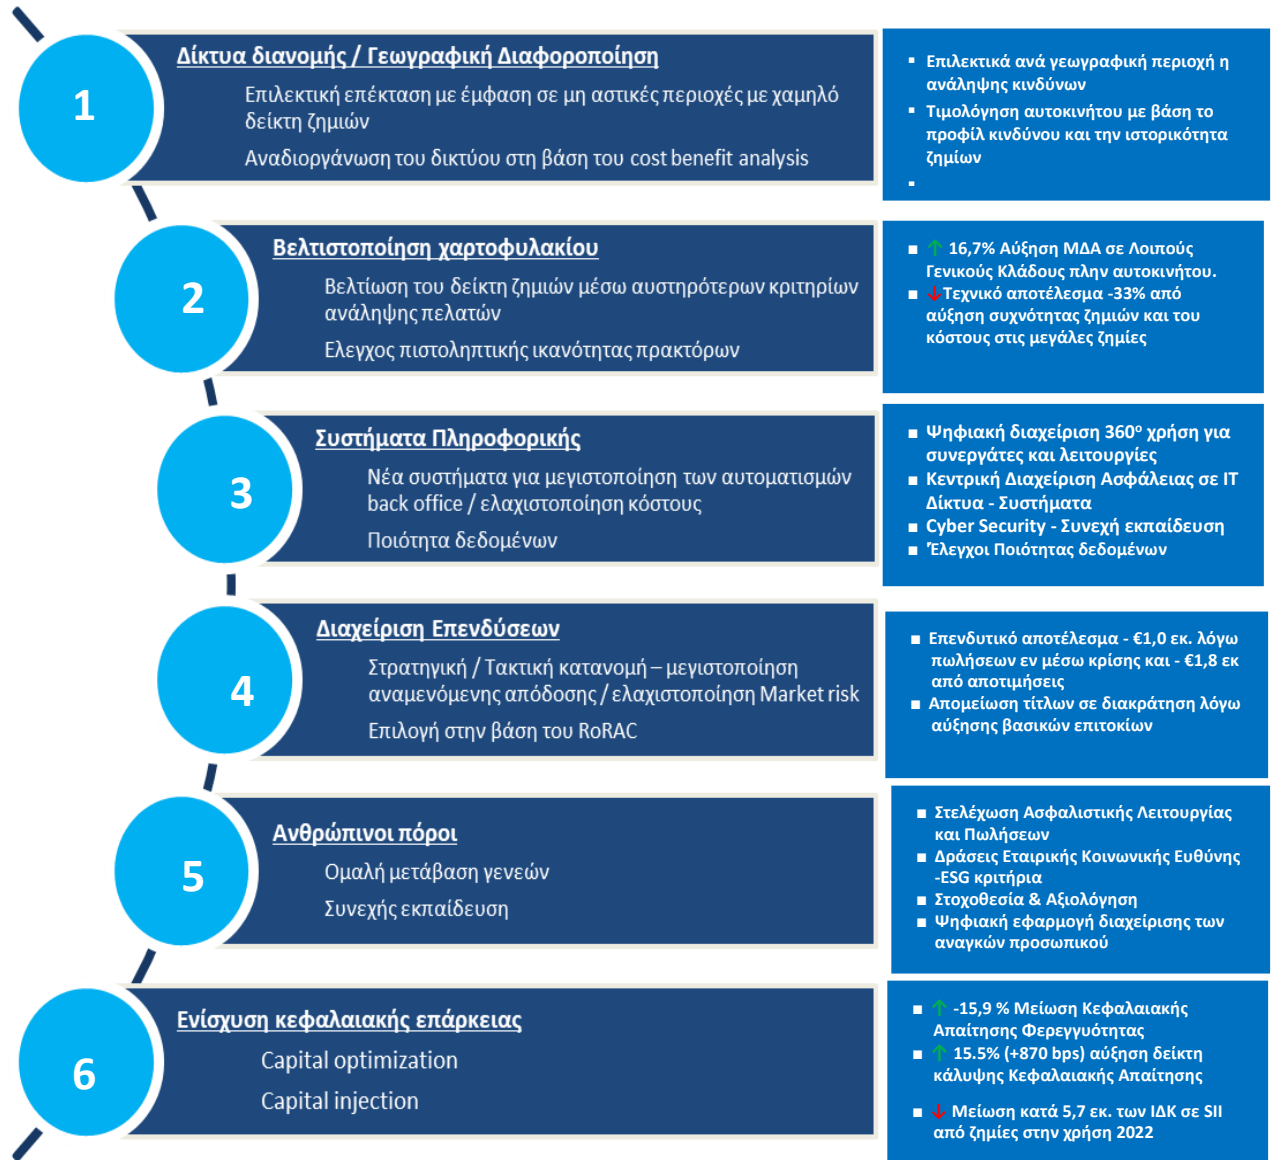 1
Δίκτυα διανομής / Γεωγραφική Διαφοροποίηση
Επιλεκτική επέκταση με έμφαση σε μη αστικές περιοχές με χαμηλό
δείκτη ζημιών
Αναδιοργάνωση του δικτύου στη βάση του cost benefit analysis
▪ Επιλεκτικά ανά γεωγραφική περιοχή η
ανάληψης κινδύνων
▪ Τιμολόγηση αυτοκινήτου με βάση το
προφίλ κινδύνου και την ιστορικότητα
ζημίων
▪
2
Βελτιστοποίηση χαρτοφυλακίου
Βελτίωση του δείκτη ζημιών μέσω αυστηρότερων κριτηρίων
ανάληψης πελατών
Ελεγχος πιστοληπτικής ικανότητας πρακτόρων
■ ↑ 16,7% Αύξηση ΜΔΑ σε Λοιπούς
Γενικούς Κλάδους πλην αυτοκινήτου.
■ ↓Τεχνικό αποτέλεσμα -33% από
αύξηση συχνότητας ζημιών και του
κόστους στις μεγάλες ζημίες
3
Συστήματα Πληροφορικής
Νέα συστήματα για μεγιστοποίηση των αυτοματισμών
back office / ελαχιστοποίηση κόστους
Ποιότητα δεδομένων
■ Ψηφιακή διαχείριση 360º χρήση για
συνεργάτες και λειτουργίες
■ Κεντρική Διαχείριση Ασφάλειας σε IT
Δίκτυα - Συστήματα
■ Cyber Security - Συνεχή εκπαίδευση
■ Έλεγχοι Ποιότητας δεδομένων
4
Διαχείριση Επενδύσεων
Στρατηγική / Τακτική κατανομή – μεγιστοποίηση
αναμενόμενης απόδοσης / ελαχιστοποίηση Market risk
Επιλογή στην βάση του RoRAC
■ Επενδυτικό αποτέλεσμα - €1,0 εκ. λόγω
πωλήσεων εν μέσω κρίσης και - €1,8 εκ
από αποτιμήσεις
■ Απομείωση τίτλων σε διακράτηση λόγω
αύξησης βασικών επιτοκίων
5
Ανθρώπινοι πόροι
Ομαλή μετάβαση γενεών
Συνεχής εκπαίδευση
■ Στελέχωση Ασφαλιστικής Λειτουργίας
και Πωλήσεων
■ Δράσεις Εταιρικής Κοινωνικής Ευθύνης
-ESG κριτήρια
■ Στοχοθεσία & Αξιολόγηση
■ Ψηφιακή εφαρμογή διαχείρισης των
αναγκών προσωπικού
6
Ενίσχυση κεφαλαιακής επάρκειας
Capital optimization
Capital injection
■ ↑ -15,9 % Μείωση Κεφαλαιακής
Απαίτησης Φερεγγυότητας
■ ↑ 15.5% (+870 bps) αύξηση δείκτη
κάλυψης Κεφαλαιακής Απαίτησης
■ ↓ Μείωση κατά 5,7 εκ. των ΙΔΚ σε SII
από ζημίες στην χρήση 2022